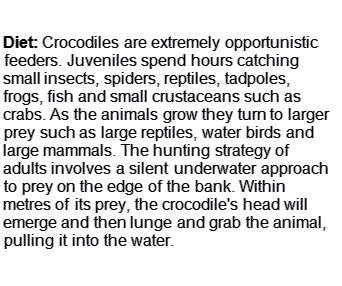 Diet: Crocodiles are extremely opportunistic
feeders. Juveniles spend hours catching
small insects, spiders, reptiles, tadpoles,
frogs, fish and small crustaceans such as
crabs. As the animals grow they turn to larger
prey such as large reptiles, water birds and
large mammals. The hunting strategy of
adults involves a silent underwater approach
to prey on the edge of the bank. Within
metres of its prey, the crocodile's head will
emerge and then lunge and grab the animal,
pulling it into the water.